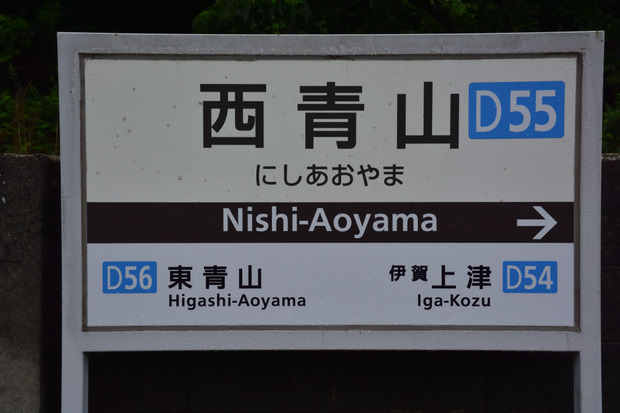 西青山 D55
にしあおやま
Nishi-Aoyama →
D56 東青山 伊賀上津 D54
Higashi-Aoyama Iga-Kozu